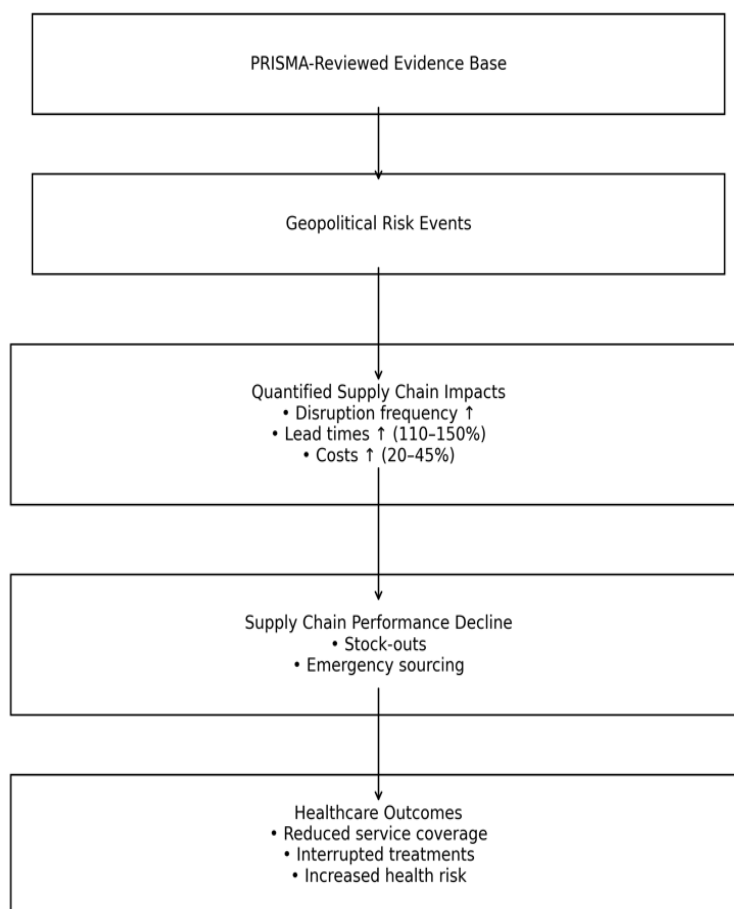 PRISMA-Reviewed Evidence Base
Geopolitical Risk Events
Quantified Supply Chain Impacts
• Disruption frequency ↑
• Lead times ↑ (110–150%)
• Costs ↑ (20–45%)
Supply Chain Performance Decline
• Stock-outs
• Emergency sourcing
Healthcare Outcomes
• Reduced service coverage
• Interrupted treatments
• Increased health risk